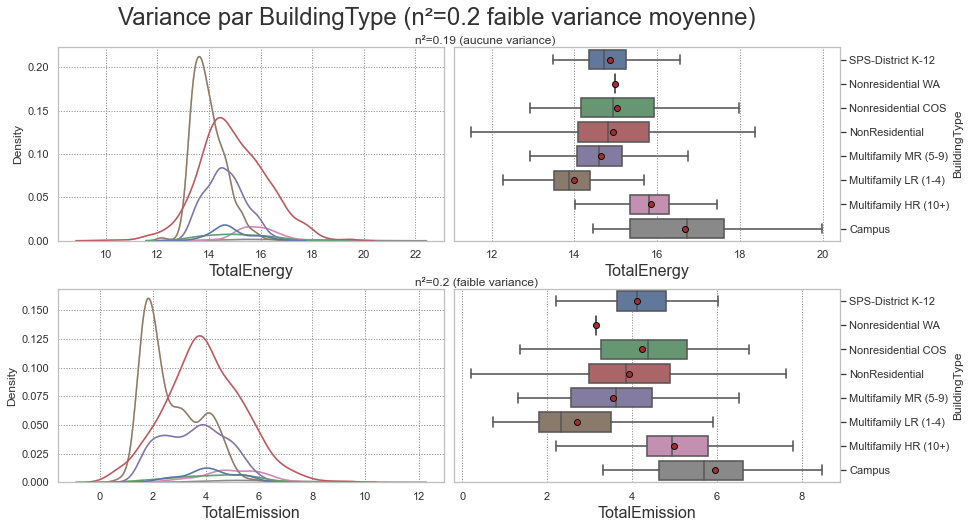 Variance par BuildingType (n²=0.2 faible variance moyenne)
n²=0.19 (aucune variance)
Density
0.20
0.15
0.10
0.05
0.00
10 12 14 16 18 20 22
TotalEnergy
SPS-District K-12
Nonresidential WA
Nonresidential COS
NonResidential
Multifamily MR (5-9)
Multifamily LR (1-4)
Multifamily HR (10+)
Campus
BuildingType
12 14 16 18 20
TotalEnergy
n²=0.2 (faible variance)
Density
0.150
0.125
0.100
0.075
0.050
0.025
0.000
0 2 4 6 8 10 12
TotalEmission
SPS-District K-12
Nonresidential WA
Nonresidential COS
NonResidential
Multifamily MR (5-9)
Multifamily LR (1-4)
Multifamily HR (10+)
Campus
BuildingType
0 2 4 6 8
TotalEmission